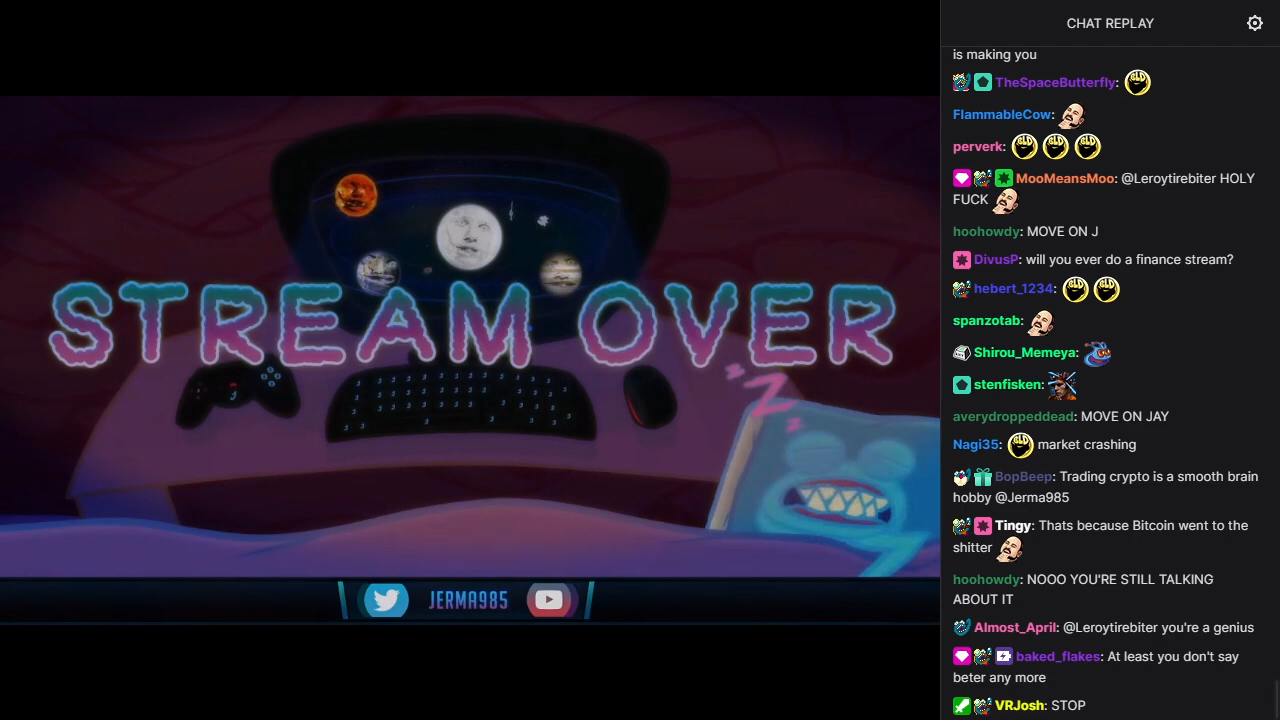 CHAT REPLAY
is making you
TheSpaceButterfly:
FlammableCow:
perverk:
MooMeansMoo: @Leroytirebiter HOLY
FUCK
hoohowdy: MOVE ON J
DivusP: will you ever do a finance stream?
hebert_1234:
spanzotab:
Shirou_Memeya:
stenfisken:
averydroppeddead: MOVE ON JAY
Nagi35: market crashing
BopBeep: Trading crypto is a smooth brain
hobby @Jerma985
Tingy: Thats because Bitcoin went to the
shitter
hoohowdy: NOOO YOU'RE STILL TALKING
ABOUT IT
Almost_April: @Leroytirebiter you're a genius
baked_flakes: At least you don't say
beter any more
VRJosh: STOP
STREAM OVER
z Z z
JERMA985